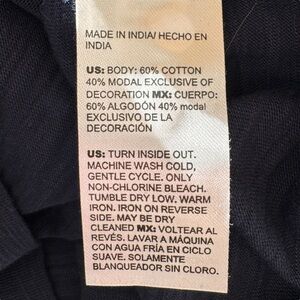 MADE IN INDIA/ HECHO EN
INDIA
US: BODY: 60% COTTON
40% MODAL EXCLUSIVE OF
DECORATION MX: CUERPO:
60% ALGODÓN 40% modal
EXCLUSIVO DE LA
DECORACIÓN
US: TURN INSIDE OUT.
MACHINE WASH COLD,
GENTLE CYCLE. ONLY
NON-CHLORINE BLEACH.
TUMBLE DRY LOW. WARM
IRON. IRON ON REVERSE
SIDE. MAY BE DRY
CLEANED MX: VOLTEAR AL
REVÉS. LAVAR A MÁQUINA
CON AGUA FRÍA EN CICLO
SUAVE. SOLAMENTE
BLANQUEADOR SIN CLORO.